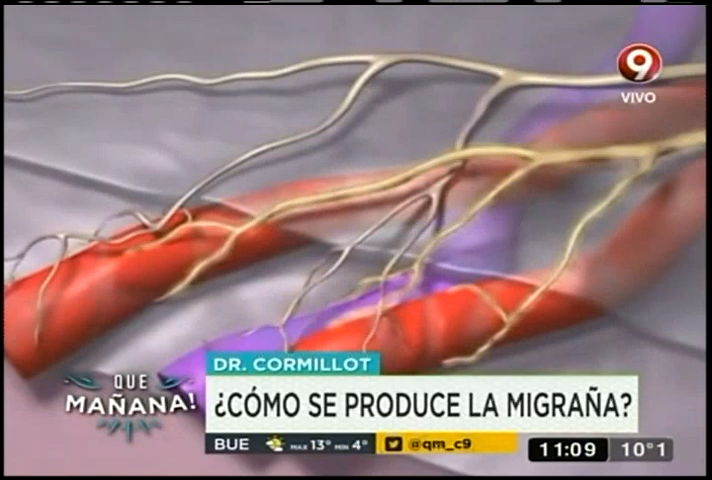 9
VIVO
DR. CORMILLOT
QUE
MAÑANA!
¿CÓMO SE PRODUCE LA MIGRAÑA?
BUE MAX 13° MIN 4° @qm_c9
11:09 10°1